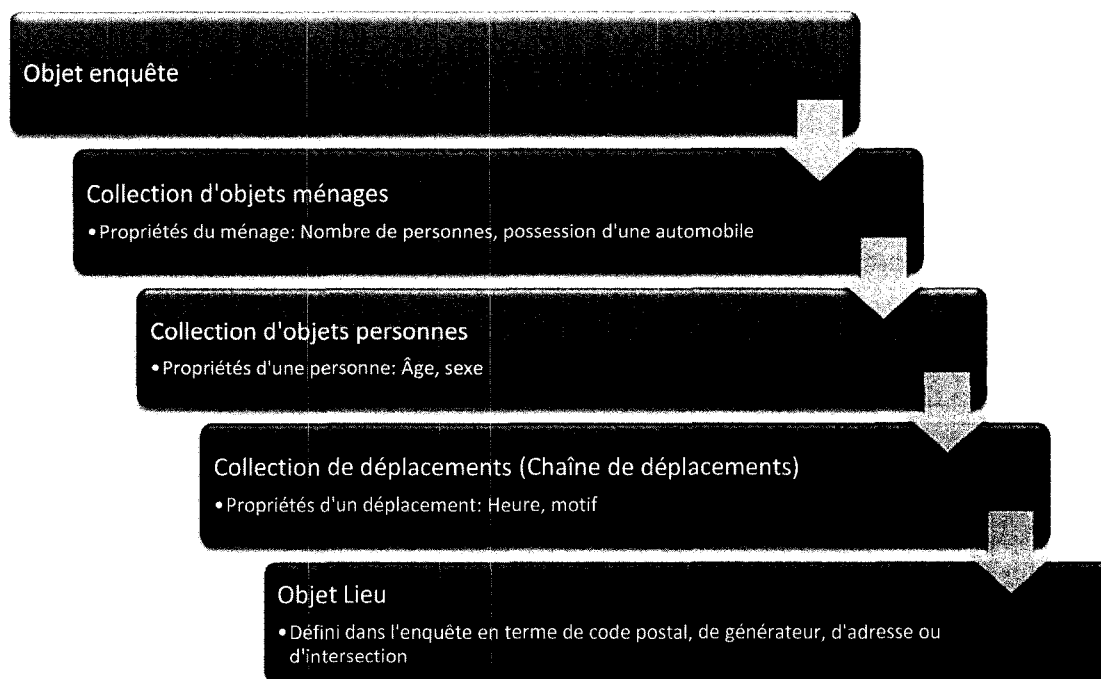 Objet enquête
Collection d'objets ménages
•Propriétés du ménage: Nombre de personnes, possession d'une automobile
Collection d'objets personnes
•Propriétés d'une personne: Âge, sexe
Collection de déplacements (Chaîne de déplacements)
•Propriétés d'un déplacement: Heure, motif
Objet Lieu
•Défini dans l'enquête en terme de code postal, de générateur, d'adresse ou
d'intersection